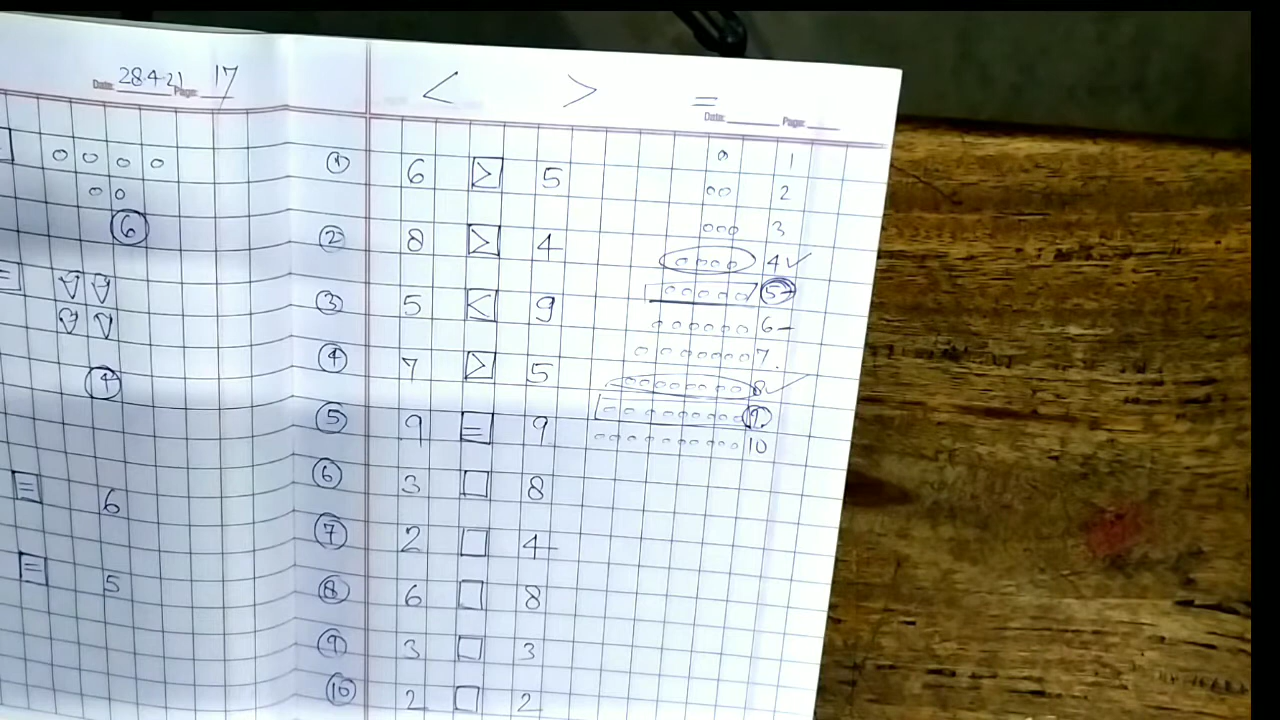 Date: 28.4.21 Page: 17
6
4
= 6
= 5
< > =
Date: Page:
① 6 > 5
② 8 > 4
③ 5 < 9
④ 7 > 5
⑤ 9 = 9
⑥ 3 □ 8
⑦ 2 □ 4
⑧ 6 □ 8
⑨ 3 □ 3
⑩ 2 □ 2
1
2
3
4 ✓
5
6
7
8 ✓
9
10